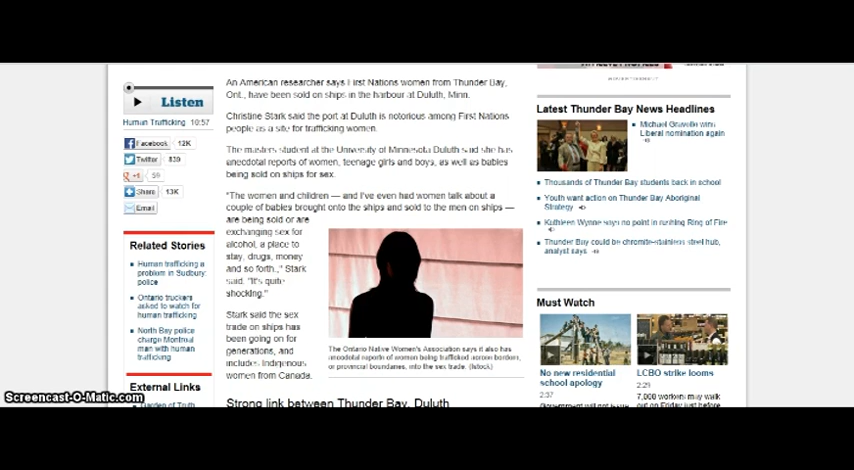 Listen
Human Trafficking 10:57
Facebook 12K
Twitter 839
+1 59
Share 13K
Email
Related Stories
Human trafficking a
problem in Sudbury:
police
Ontario truckers
asked to watch for
human trafficking
North Bay police
charge Montreal
man with human
trafficking
External Links
Garden of Truth
An American researcher says First Nations women from Thunder Bay,
Ont., have been sold on ships in the harbour at Duluth, Minn.
Christine Stark said the port at Duluth is notorious among First Nations
people as a site for trafficking women.
The masters student at the University of Minnesota Duluth said she has
anecdotal reports of women, teenage girls and boys, as well as babies
being sold on ships for sex.
"The women and children — and I've even had women talk about a
couple of babies brought onto the ships and sold to the men on ships —
are being sold or are
exchanging sex for
alcohol, a place to
stay, drugs, money
and so forth.," Stark
said. "It's quite
shocking."
Stark said the sex
trade on ships has
been going on for
generations, and
includes Indigenous
women from Canada.
The Ontario Native Women's Association says it also has
anecdotal reports of women being trafficked across borders,
or provincial boundaries, into the sex trade. (Istock)
Strong link between Thunder Bay, Duluth
Latest Thunder Bay News Headlines
Michael Gravelle wins
Liberal nomination again
Thousands of Thunder Bay students back in school
Youth want action on Thunder Bay Aboriginal
Strategy
Kathleen Wynne says no point in rushing Ring of Fire
Thunder Bay could be chromite-stainless steel hub,
analyst says
Must Watch
No new residential
school apology
2:37
Government will not issue
LCBO strike looms
2:21
7,000 workers may walk
out on Friday just before
Screencast-O-Matic.com